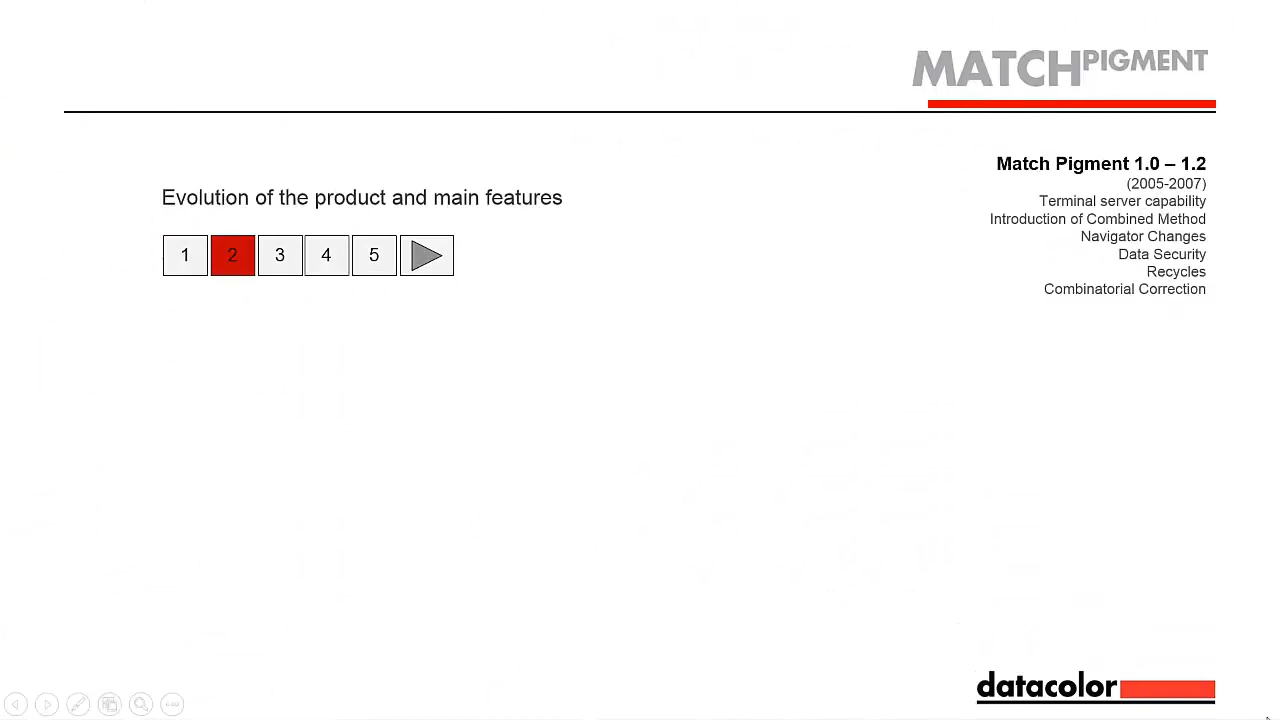 MATCHPIGMENT
Match Pigment 1.0 – 1.2
(2005-2007)
Terminal server capability
Introduction of Combined Method
Navigator Changes
Data Security
Recycles
Combinatorial Correction
Evolution of the product and main features
1 2 3 4 5
datacolor